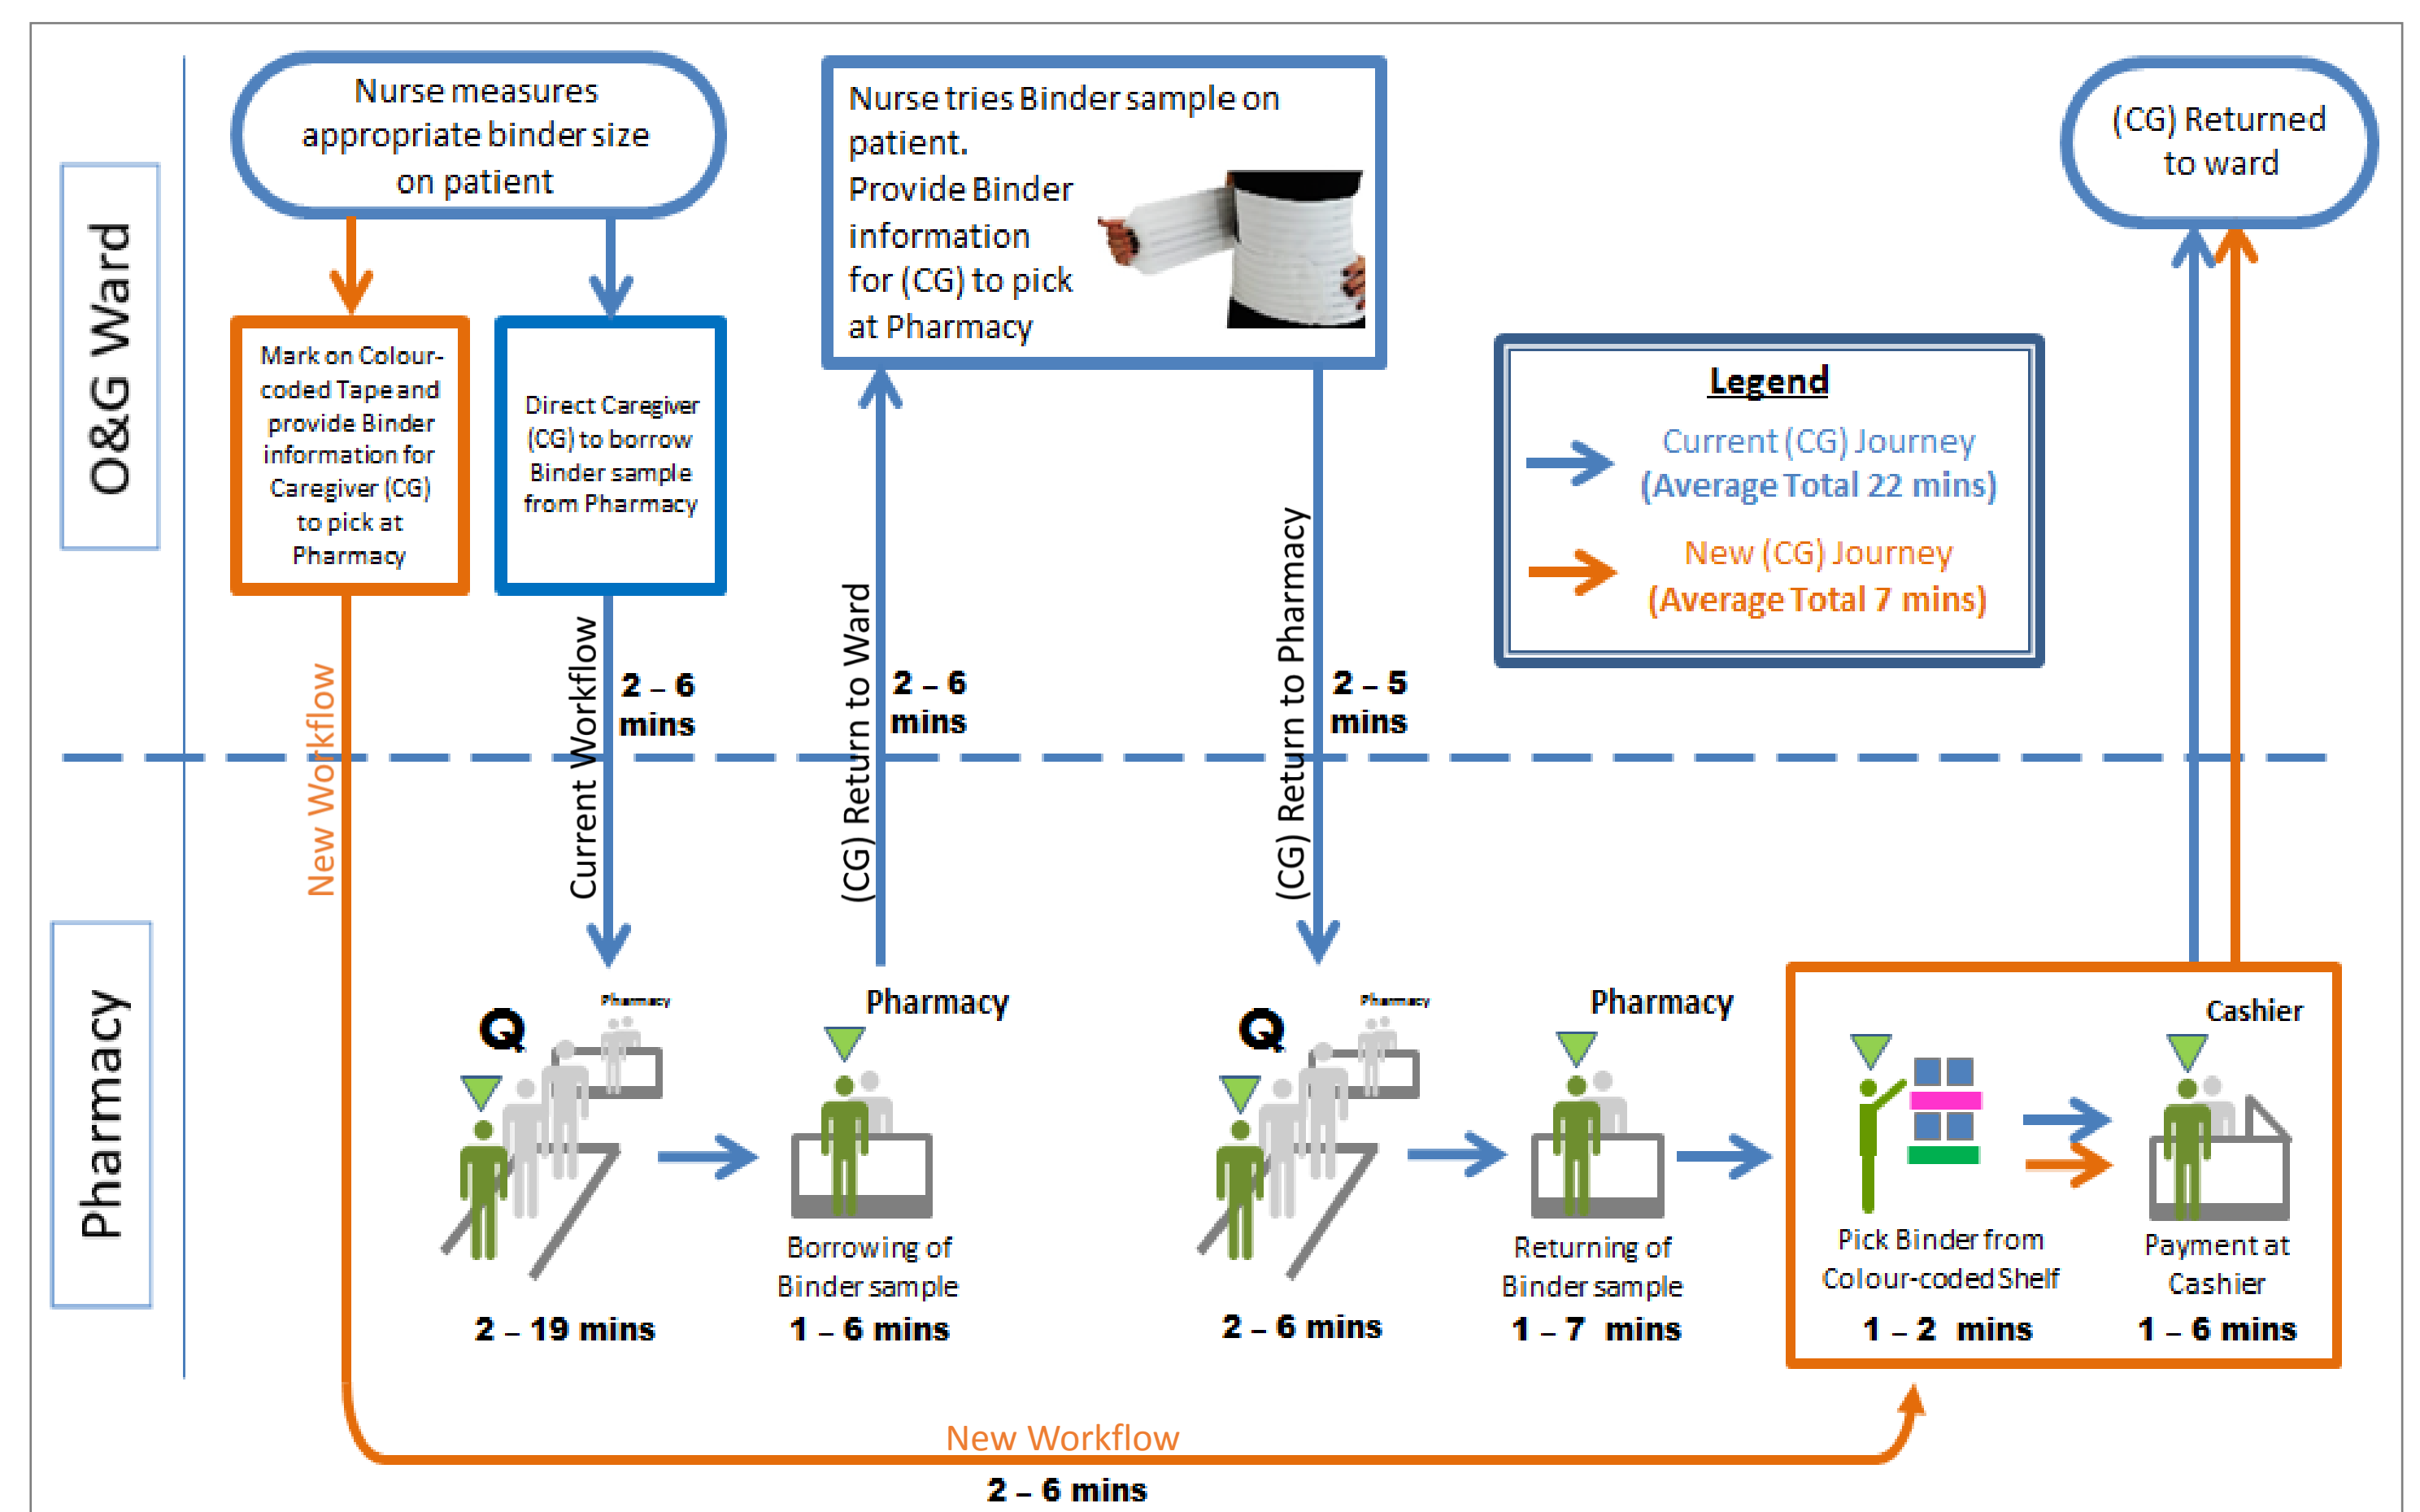 O&G Ward
Nurse measures
appropriate binder size
on patient
Mark on Colour-
coded Tape and
provide Binder
information for
Caregiver (CG)
to pick at
Pharmacy
Direct Caregiver
(CG) to borrow
Binder sample
from Pharmacy
Nurse tries Binder sample on
patient.
Provide Binder
information
for (CG) to pick
at Pharmacy
(CG) Returned
to ward
Legend
Current (CG) Journey
(Average Total 22 mins)
New (CG) Journey
(Average Total 7 mins)
New Workflow
Current Workflow
2 – 6
mins
(CG) Return to Ward
2 – 6
mins
(CG) Return to Pharmacy
2 – 5
mins
Pharmacy
Q
Pharmacy
2 – 19 mins
Pharmacy
Borrowing of
Binder sample
1 – 6 mins
Q
Pharmacy
2 – 6 mins
Pharmacy
Returning of
Binder sample
1 – 7 mins
Pick Binder from
Colour-coded Shelf
1 – 2 mins
Cashier
Payment at
Cashier
1 – 6 mins
New Workflow
2 – 6 mins